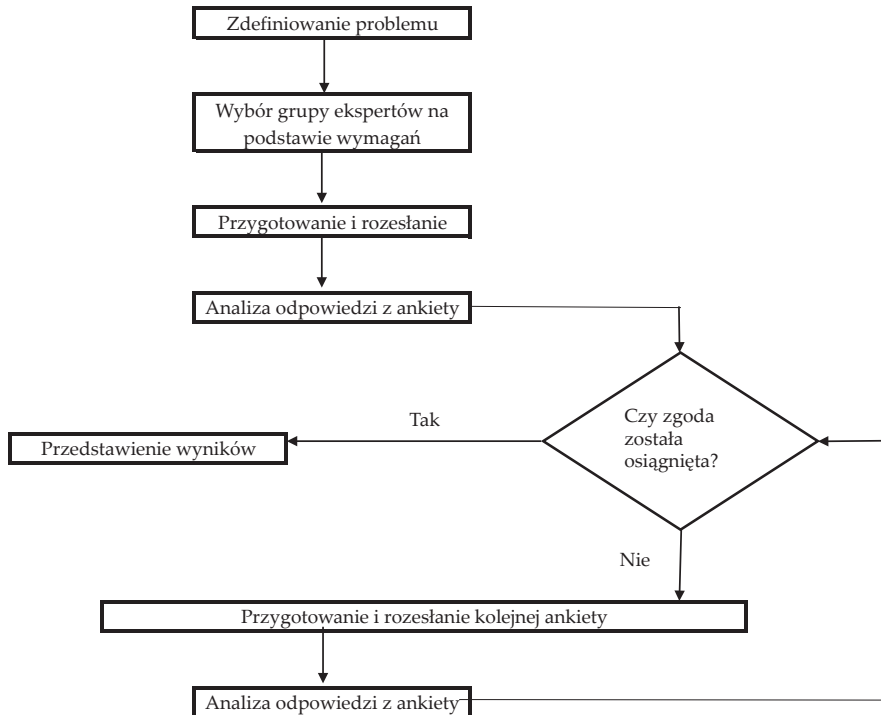 Zdefiniowanie problemu
Wybór grupy ekspertów na
podstawie wymagań
Przygotowanie i rozesłanie
Analiza odpowiedzi z ankiety
Czy zgoda
została
osiągnięta?
Tak
Przedstawienie wyników
Nie
Przygotowanie i rozesłanie kolejnej ankiety
Analiza odpowiedzi z ankiety